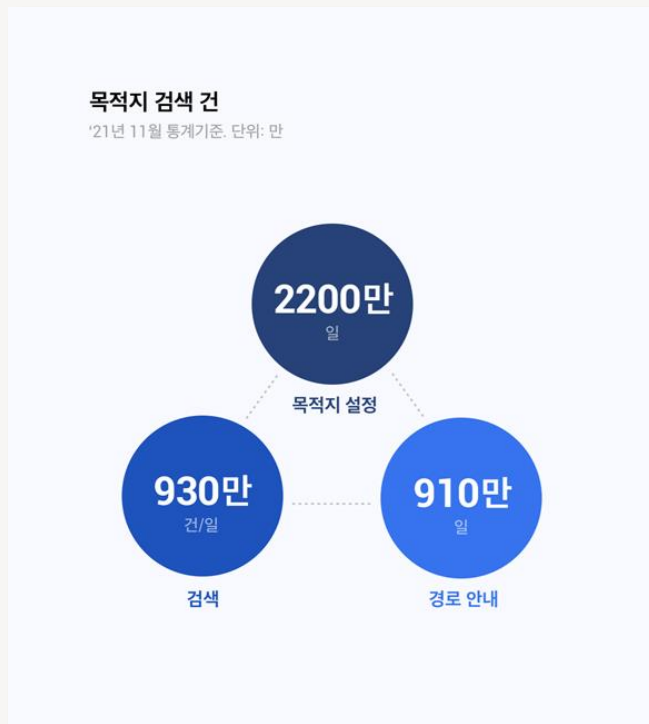 목적지 검색 건
'21년 11월 통계기준. 단위: 만
2200만
일
목적지 설정
930만
건/일
검색
910만
일
경로 안내